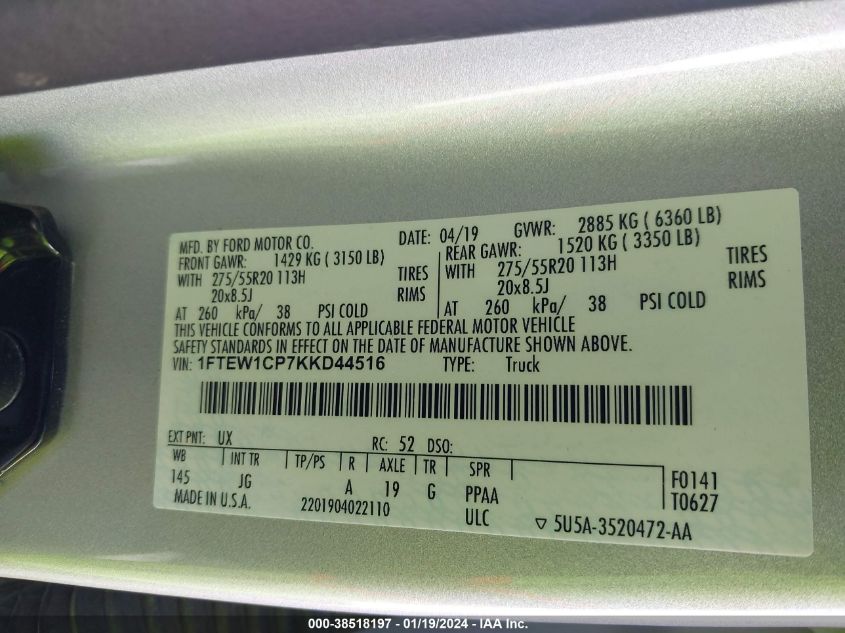 MFD. BY FORD MOTOR CO. DATE: 04/19 GVWR: 2885 KG ( 6360 LB)
FRONT GAWR: 1429 KG ( 3150 LB) REAR GAWR: 1520 KG ( 3350 LB)
WITH 275/55R20 113H TIRES WITH 275/55R20 113H TIRES
20x8.5J RIMS 20x8.5J RIMS
AT 260 kPa/ 38 PSI COLD AT 260 kPa/ 38 PSI COLD
THIS VEHICLE CONFORMS TO ALL APPLICABLE FEDERAL MOTOR VEHICLE
SAFETY STANDARDS IN EFFECT ON THE DATE OF MANUFACTURE SHOWN ABOVE.
VIN: 1FTEW1CP7KKD44516 TYPE: Truck
EXT PNT: UX RC: 52 DSO:
WB INT TR TP/PS R AXLE TR SPR F0141
145 JG A 19 G PPAA T0627
MADE IN U.S.A. 2201904022110 ULC ▽ 5U5A-3520472-AA
000-38518197 - 01/19/2024 - IAA Inc.